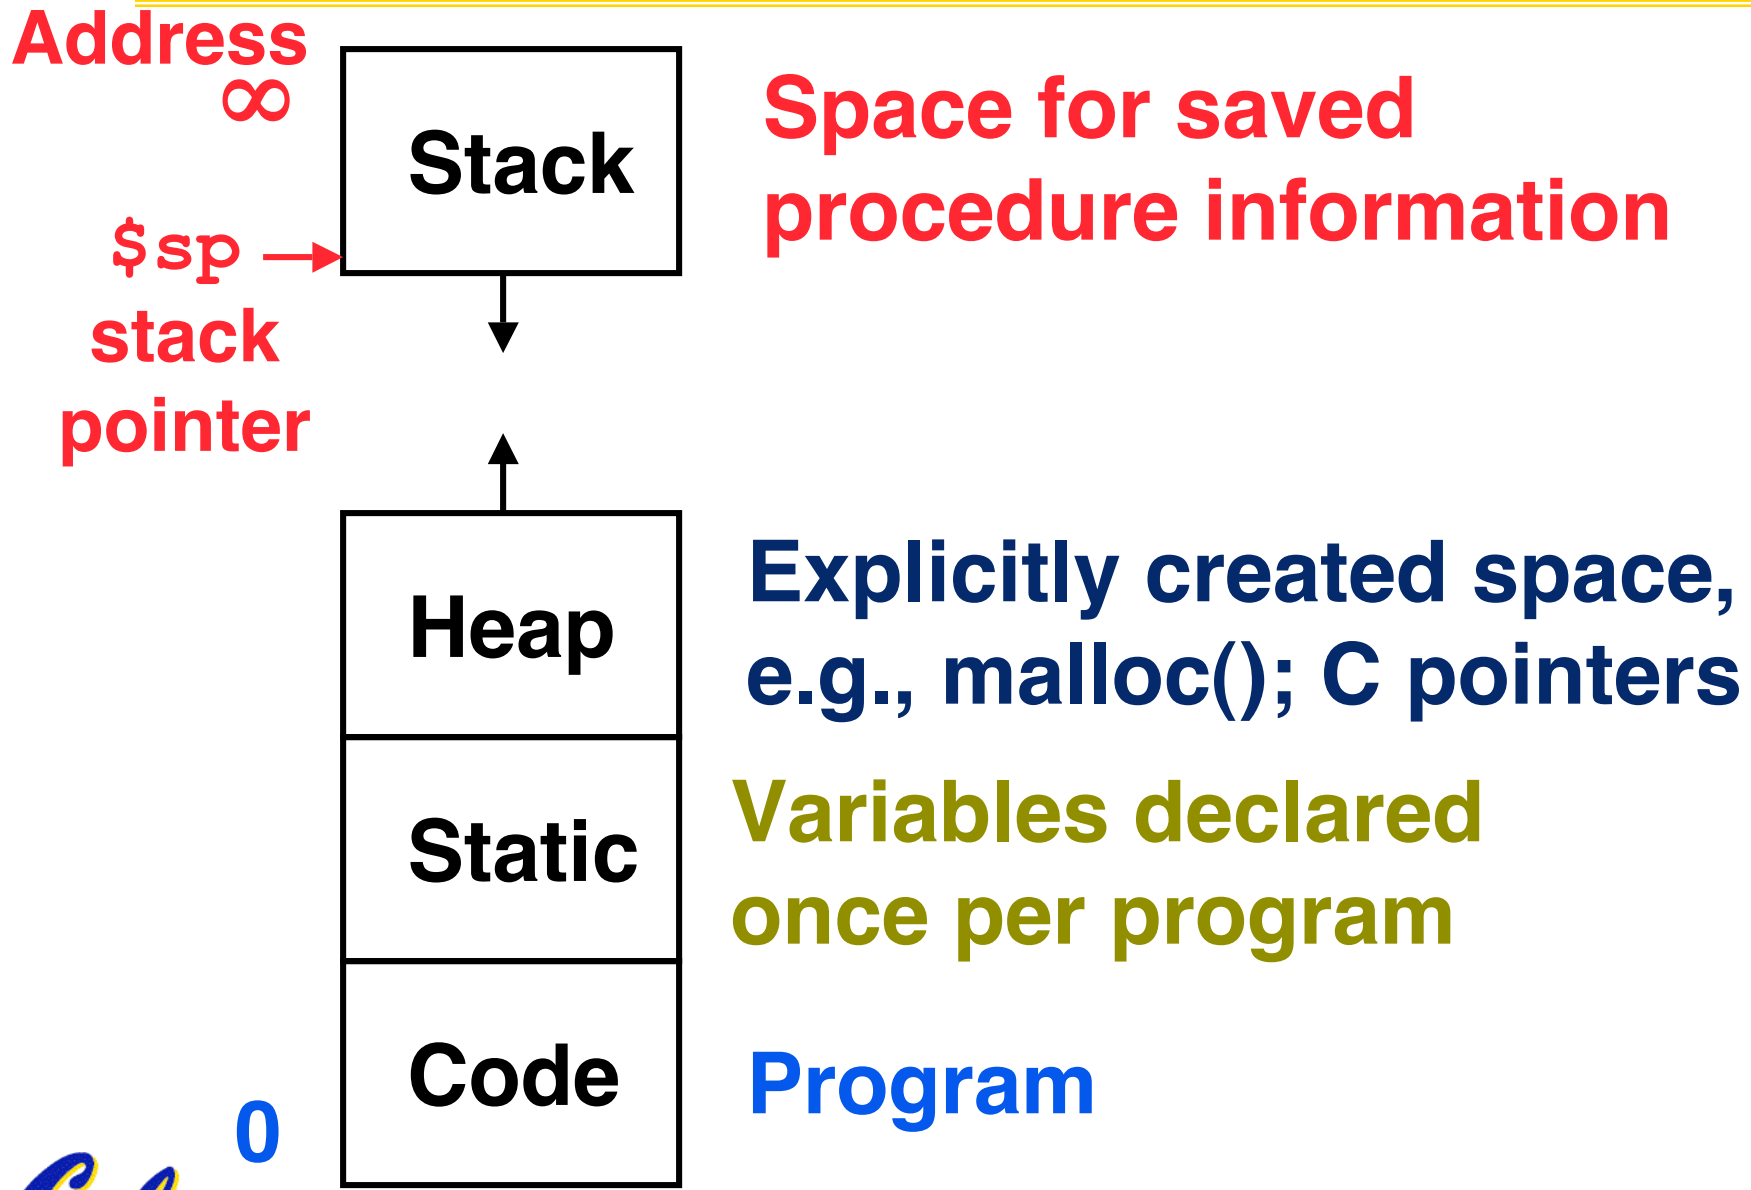 Address
∞
Stack
Space for saved
procedure information
$sp
stack
pointer
Heap
Explicitly created space,
e.g., malloc(); C pointers
Static
Variables declared
once per program
Code
Program
0